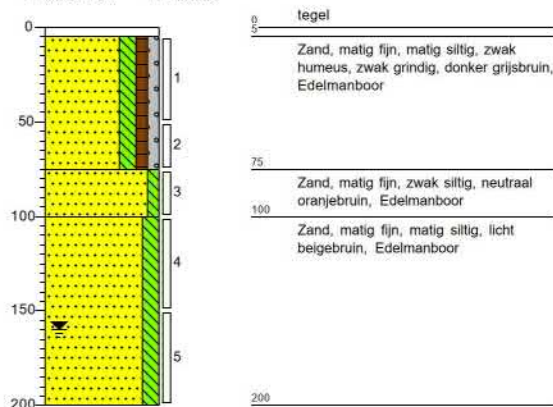 0
50
100
150
200
1
2
3
4
5
0
tegel
5
Zand, matig fijn, matig siltig, zwak
humeus, zwak grindig, donker grijsbruin,
Edelmanboor
75
Zand, matig fijn, zwak siltig, neutraal
oranjebruin, Edelmanboor
100
Zand, matig fijn, matig siltig, licht
beigebruin, Edelmanboor
200